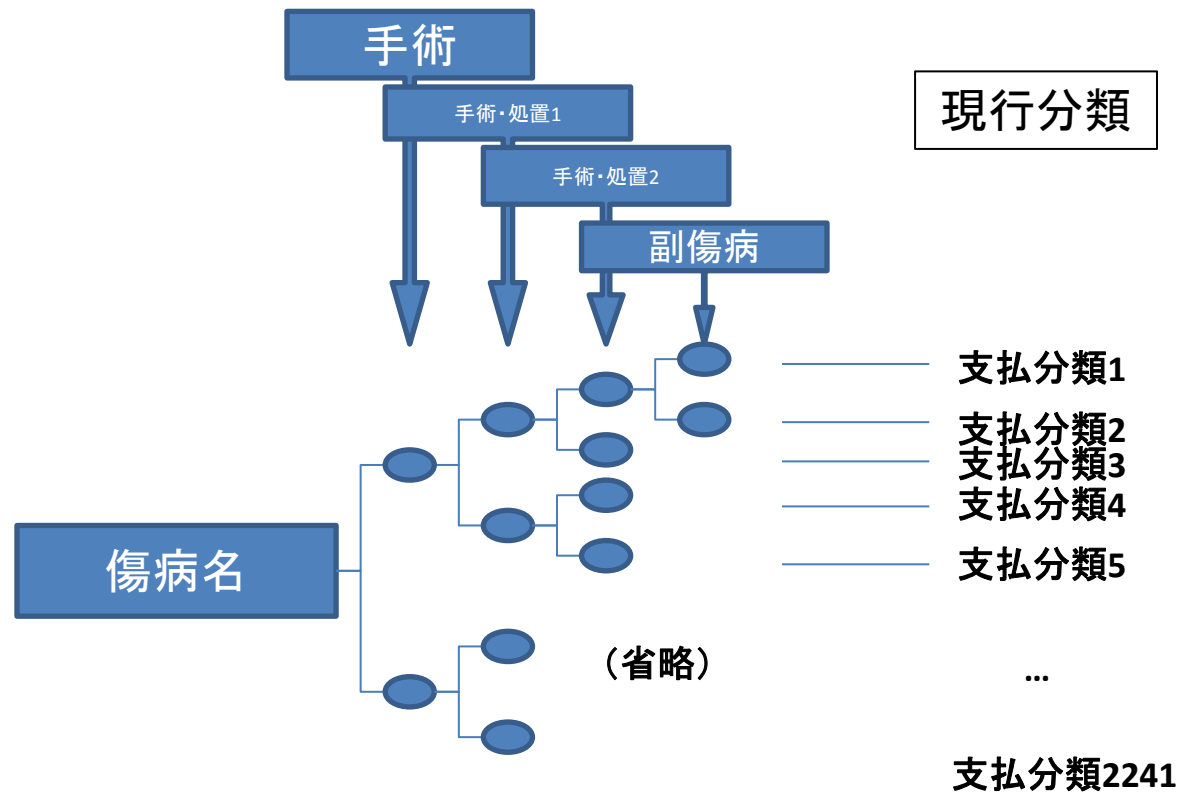 手術
手術・処置1
手術・処置2
副傷病
現行分類
支払分類1
支払分類2
支払分類3
支払分類4
支払分類5
傷病名
（省略）
…
支払分類2241